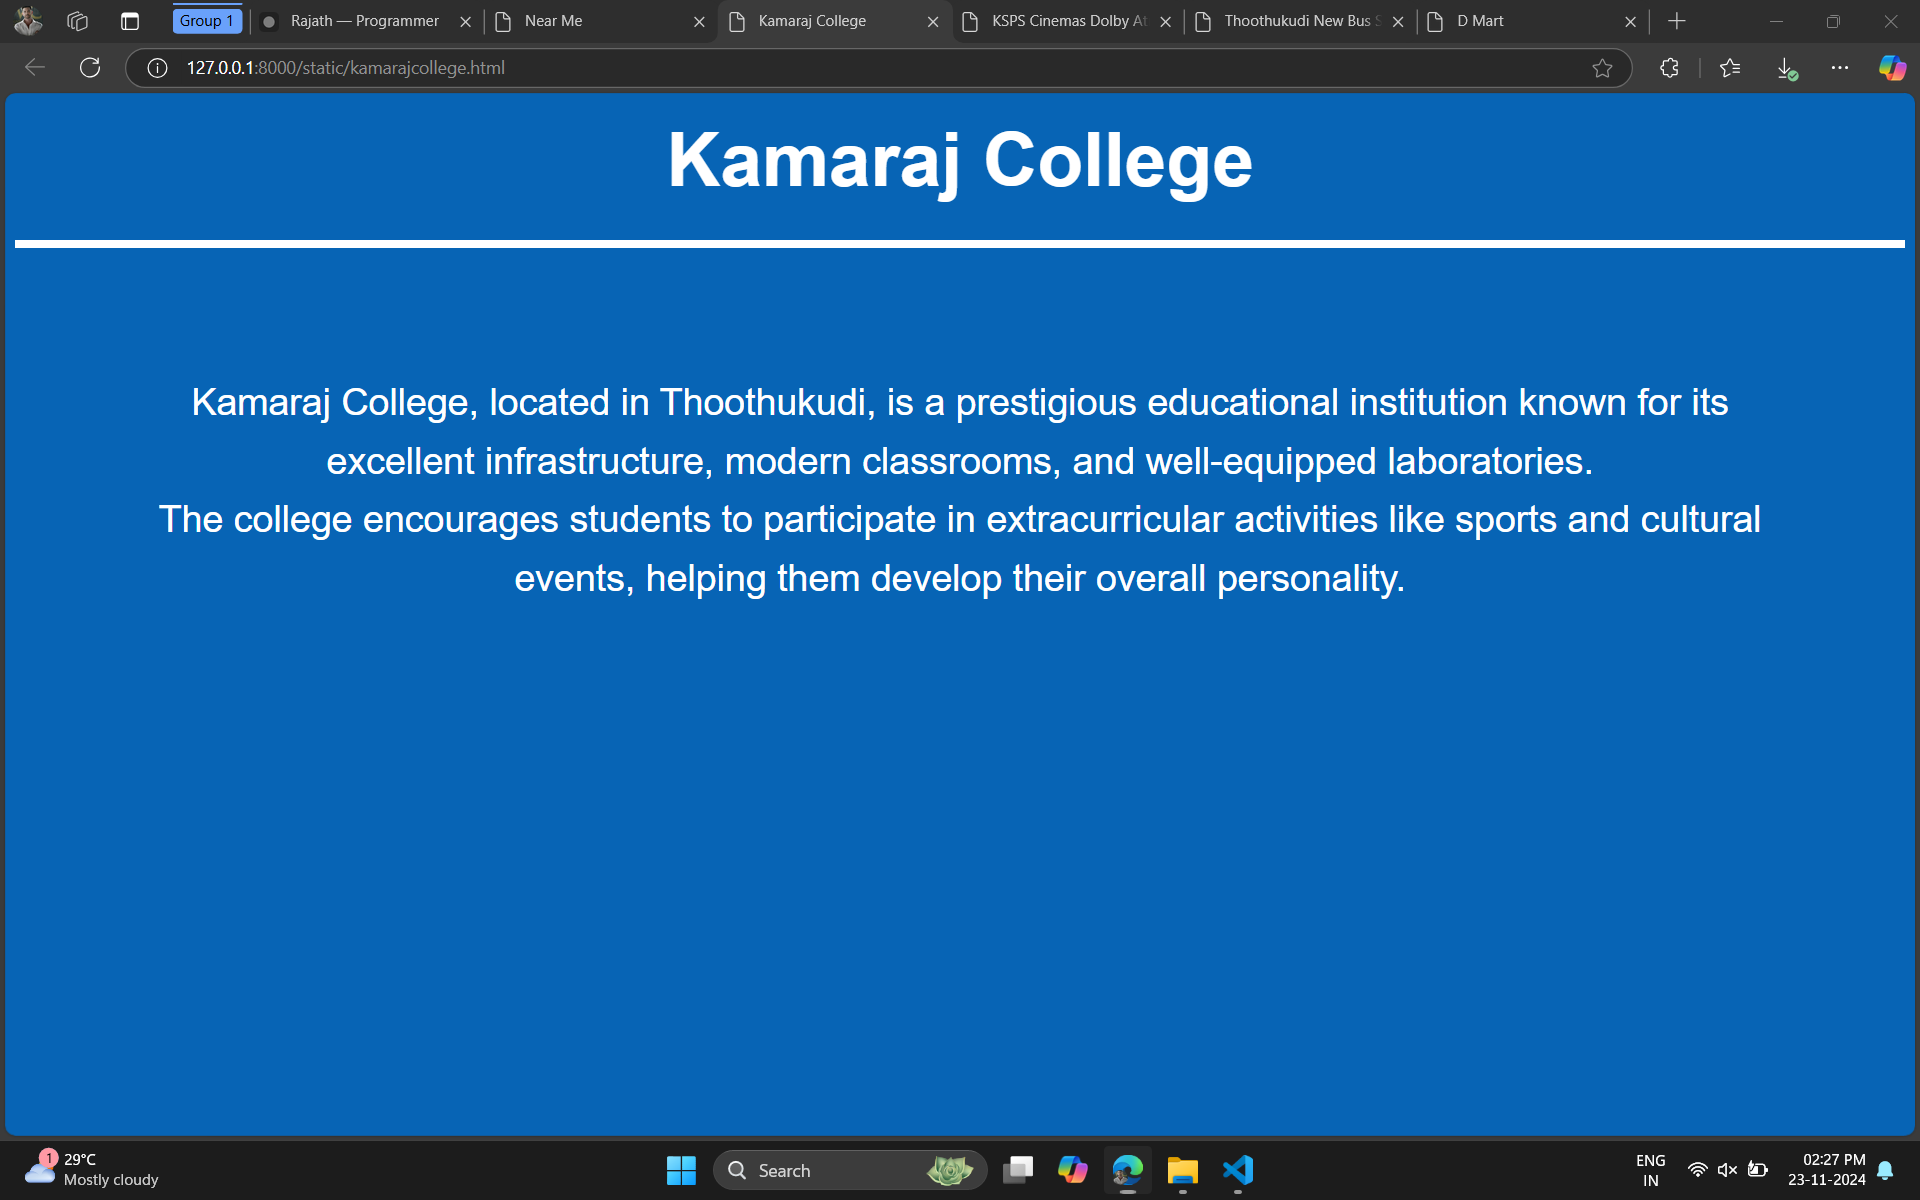 Group 1
Rajath — Programmer
Near Me
Kamaraj College
KSPS Cinemas Dolby At
Thoothukudi New Bus S
D Mart
127.0.0.1:8000/static/kamarajcollege.html
Kamaraj College
Kamaraj College, located in Thoothukudi, is a prestigious educational institution known for its
excellent infrastructure, modern classrooms, and well-equipped laboratories.
The college encourages students to participate in extracurricular activities like sports and cultural
events, helping them develop their overall personality.
1
29°C
Mostly cloudy
Search
ENG
IN
02:27 PM
23-11-2024